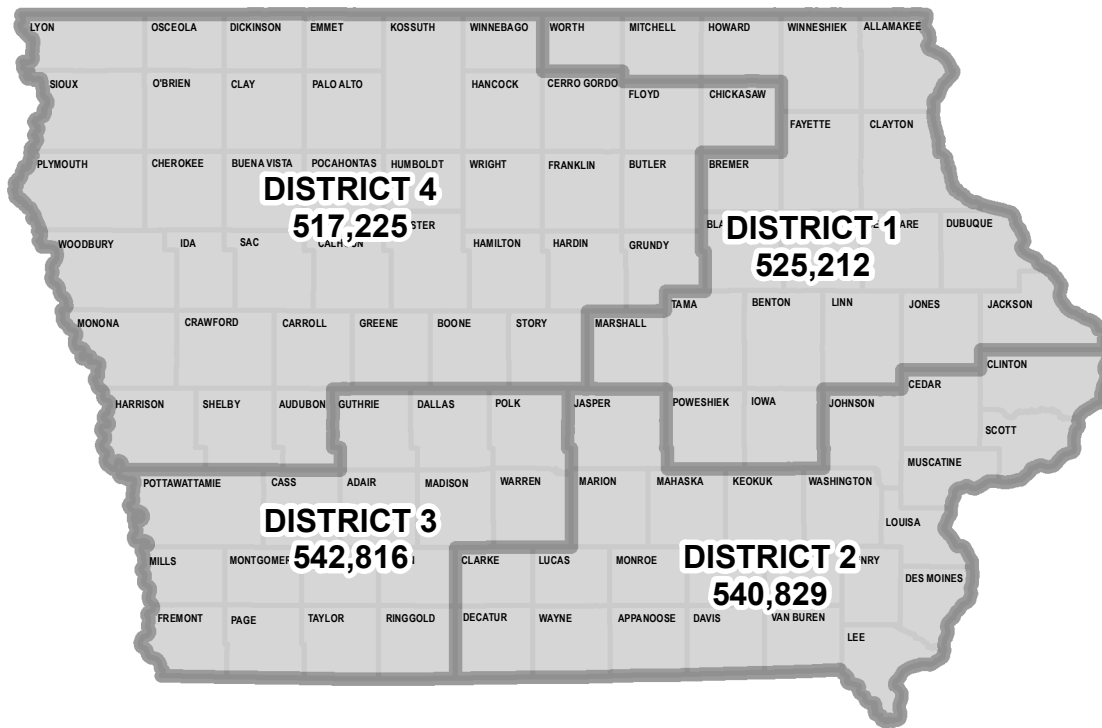 LYON OSCEOLA DICKINSON EMMET KOSSUTH WINNEBAGO WORTH MITCHELL HOWARD WINNESHIEK ALLAMAKEE
SIOUX O'BRIEN CLAY PALO ALTO HANCOCK CERRO GORDO FLOYD CHICKASAW
FAYETTE CLAYTON
PLYMOUTH CHEROKEE BUENA VISTA POCAHONTAS HUMBOLDT WRIGHT FRANKLIN BUTLER BREMER
DISTRICT 4
517,225
DISTRICT 1
525,212
DUBUQUE
WOODBURY IDA SAC HAMILTON HARDIN GRUNDY
TAMA BENTON LINN JONES JACKSON
MONONA CRAWFORD CARROLL GREENE BOONE STORY MARSHALL
CLINTON
CEDAR
HARRISON SHELBY AUDUBON GUTHRIE DALLAS POLK JASPER POWESHIEK IOWA JOHNSON
SCOTT
MUSCATINE
POTTAWATTAMIE CASS ADAIR MADISON WARREN MARION MAHASKA KEOKUK WASHINGTON
LOUISA
DISTRICT 3
542,816
DISTRICT 2
540,829
MILLS CLARKE LUCAS MONROE
DES MOINES
FREMONT PAGE TAYLOR RINGGOLD DECATUR WAYNE APPANOOSE DAVIS VAN BUREN
LEE